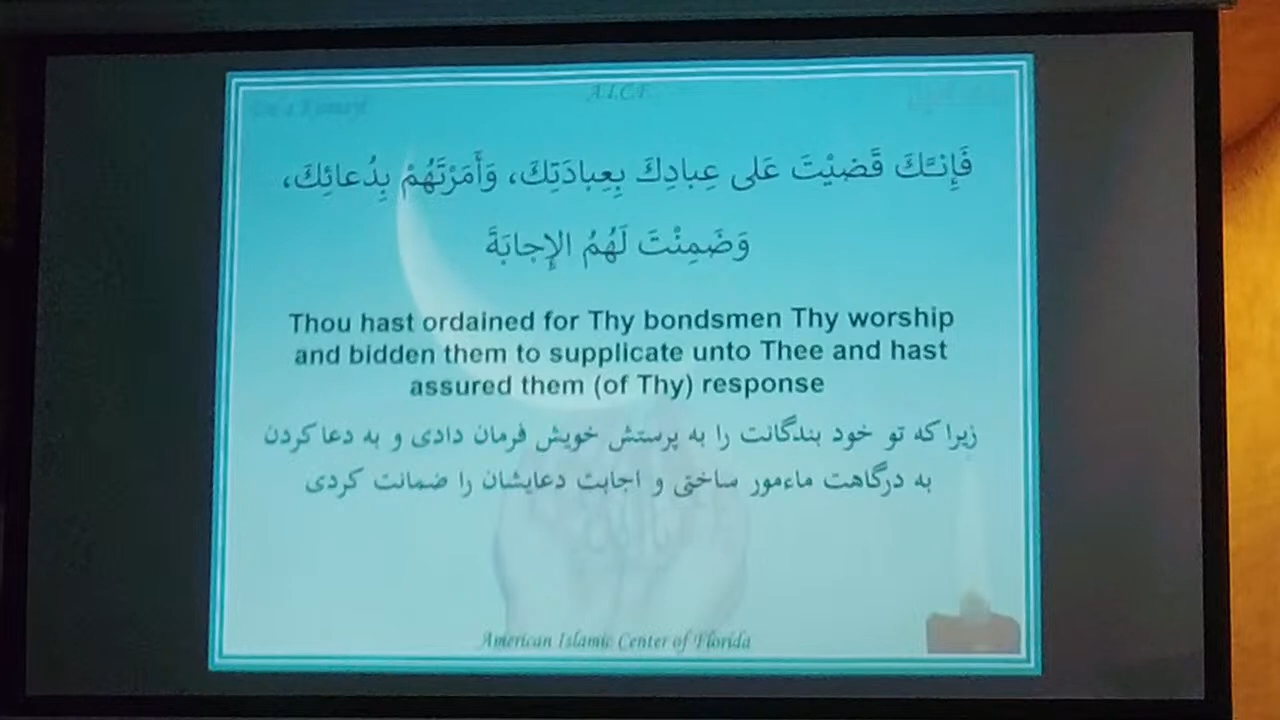 Du'a Kumayl
A.I.C.F.
فَإِنَّكَ قَضَيْتَ عَلى عِبادِكَ بِعِبادَتِكَ، وَأَمَرْتَهُمْ بِدُعائِكَ،
وَضَمِنْتَ لَهُمُ الإِجابَةَ
Thou hast ordained for Thy bondsmen Thy worship
and bidden them to supplicate unto Thee and hast
assured them (of Thy) response
زیرا که تو خود بندگانت را به پرستش خویش فرمان دادی و به دعا کردن
به درگاهت ماءمور ساختی و اجابت دعایشان را ضمانت کردی
American Islamic Center of Florida